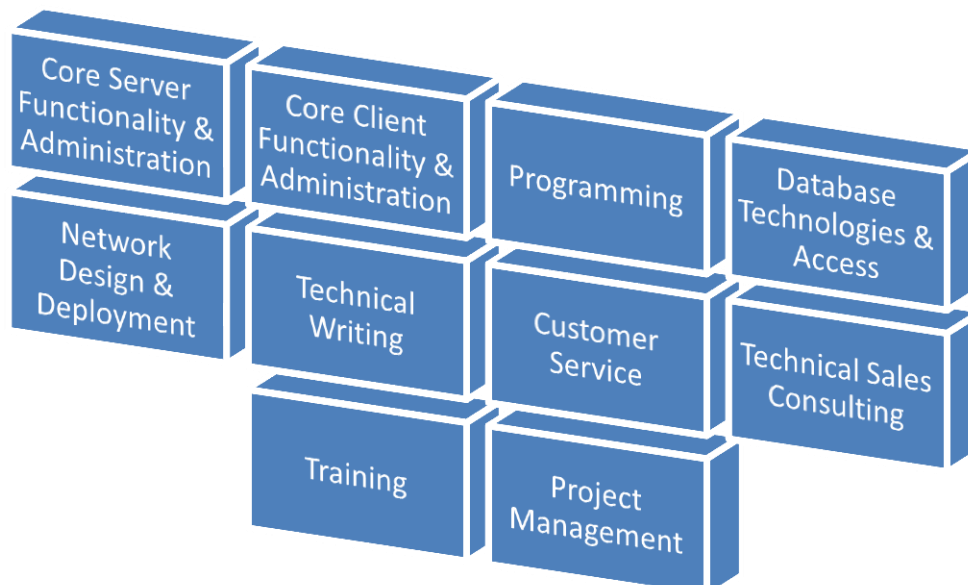 Core Server
Functionality &
Administration
Core Client
Functionality &
Administration
Programming
Database
Technologies &
Access
Network
Design &
Deployment
Technical
Writing
Customer
Service
Technical Sales
Consulting
Training
Project
Management